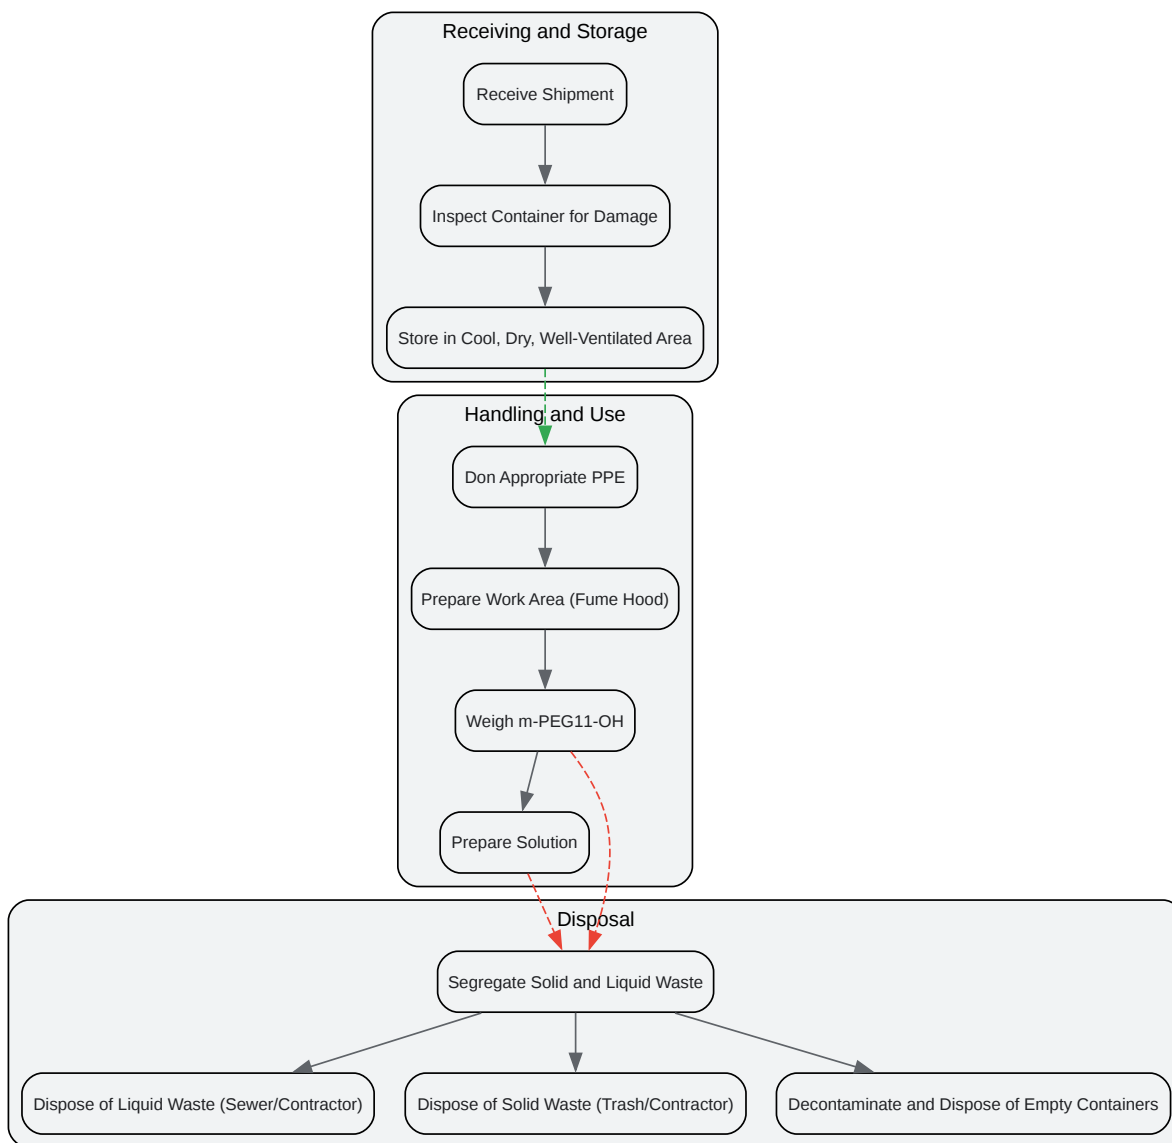 Receiving and Storage
Receive Shipment
Inspect Container for Damage
Store in Cool, Dry, Well-Ventilated Area
Handling and Use
Don Appropriate PPE
Prepare Work Area (Fume Hood)
Weigh m-PEG11-OH
Prepare Solution
Disposal
Segregate Solid and Liquid Waste
Dispose of Liquid Waste (Sewer/Contractor)
Dispose of Solid Waste (Trash/Contractor)
Decontaminate and Dispose of Empty Containers